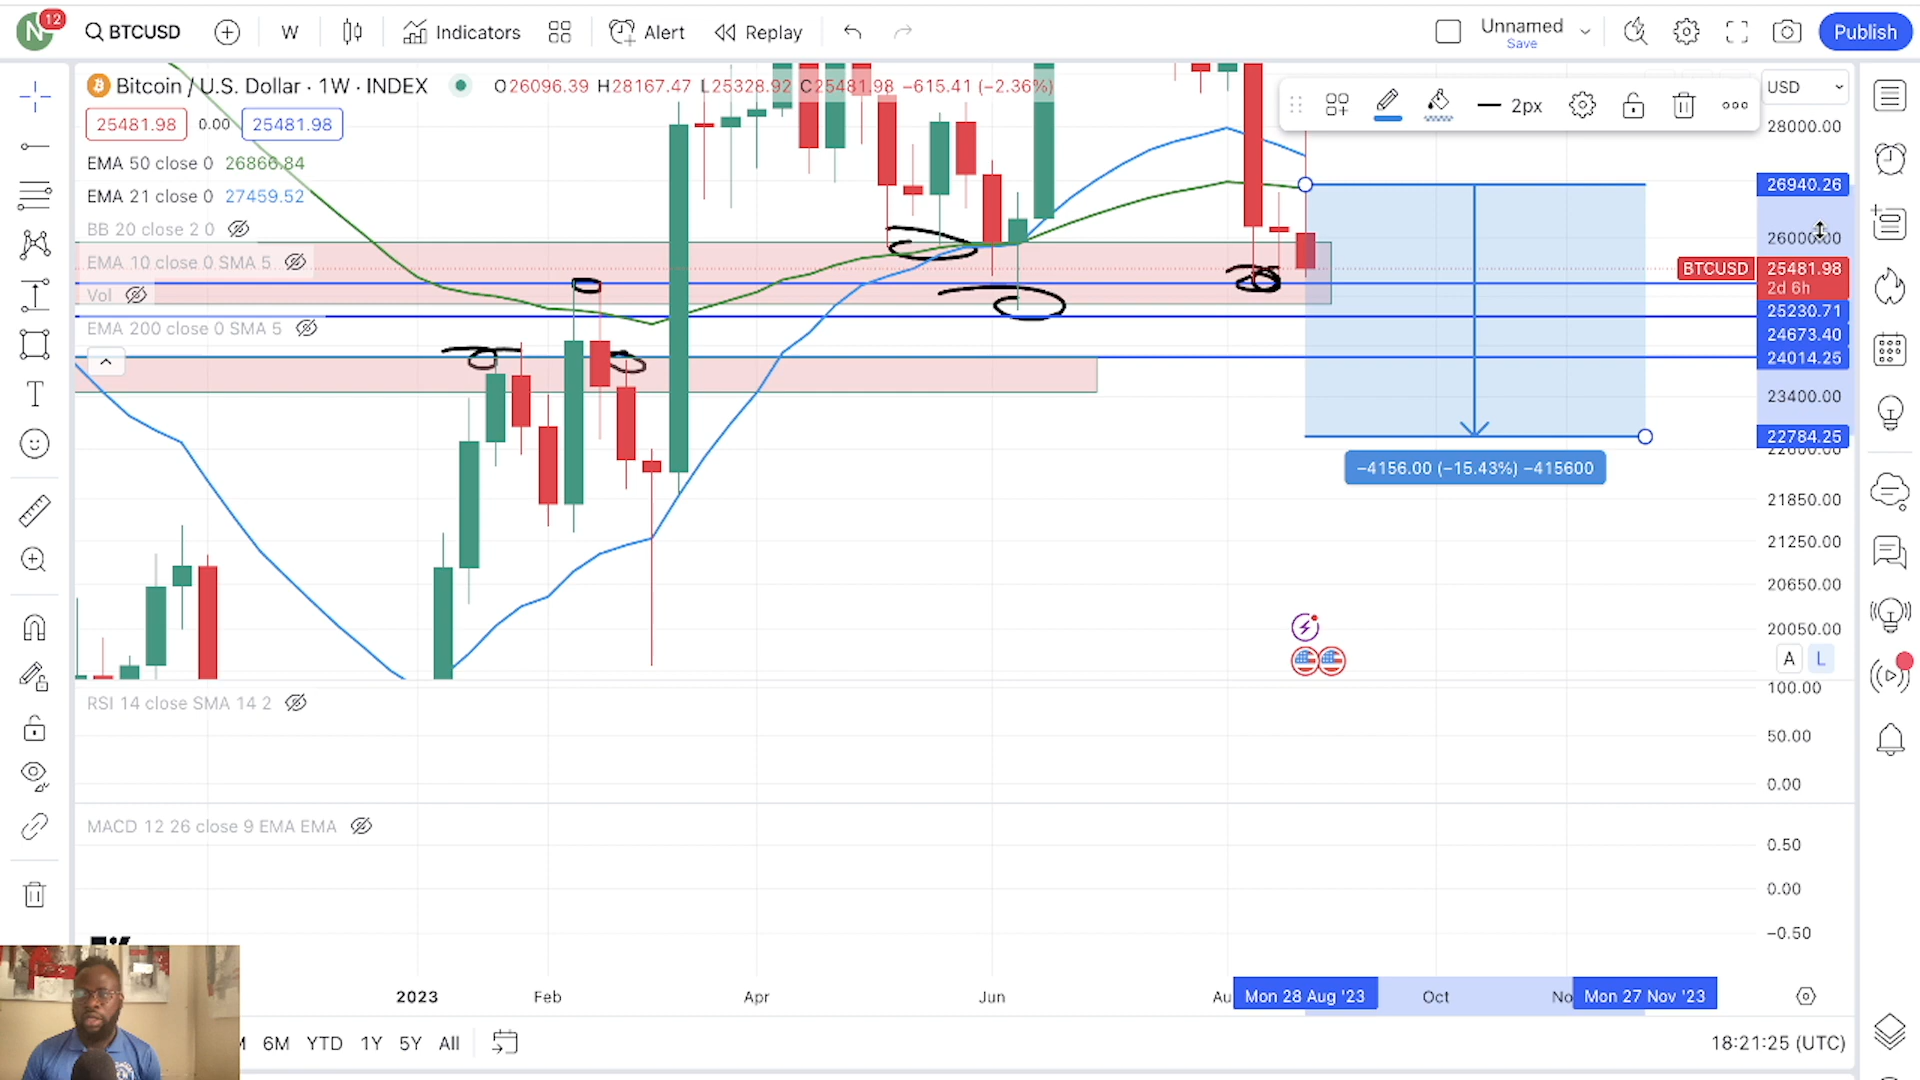 N 12 BTCUSD W Indicators Alert Replay Unnamed Save Publish
Bitcoin / U.S. Dollar · 1W · INDEX O26096.39 H28167.47 L25328.92 C25481.98 −615.41 (−2.36%)
25481.98 0.00 25481.98
EMA 50 close 0 26866.84
EMA 21 close 0 27459.52
BB 20 close 2 0
EMA 10 close 0 SMA 5
Vol
EMA 200 close 0 SMA 5
2px
USD
28000.00
26940.26
26000.00
BTCUSD 25481.98
2d 6h
25230.71
24673.40
24014.25
23400.00
22784.25
−4156.00 (−15.43%) −415600
21850.00
21250.00
20650.00
20050.00
A L
RSI 14 close SMA 14 2
100.00
50.00
0.00
MACD 12 26 close 9 EMA EMA
0.50
0.00
−0.50
2023 Feb Apr Jun Au Mon 28 Aug '23 Oct No Mon 27 Nov '23
6M YTD 1Y 5Y All 18:21:25 (UTC)